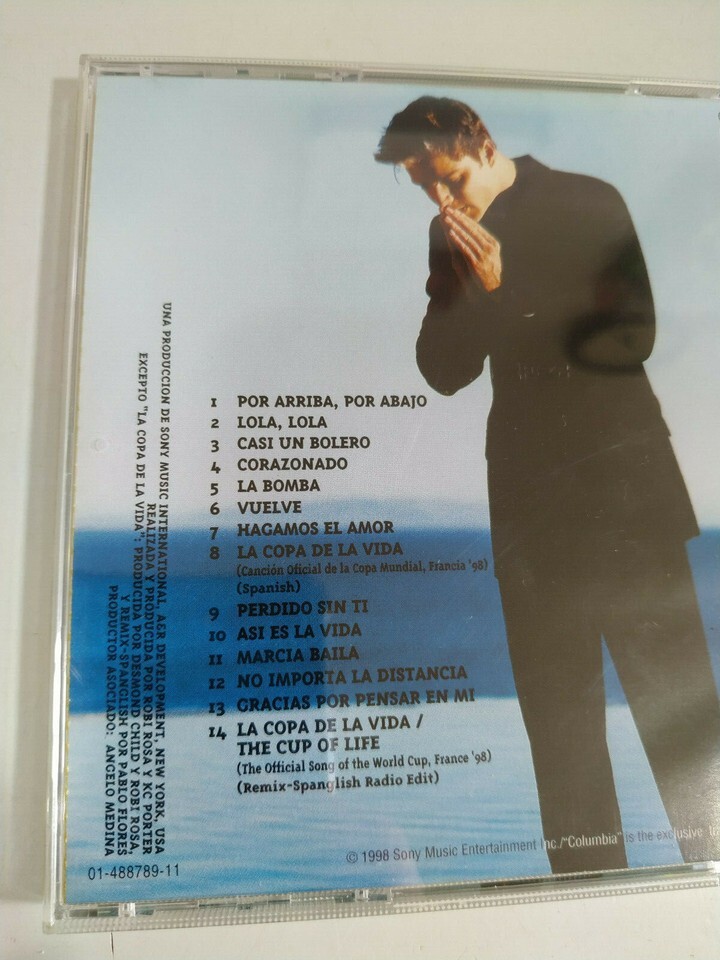 1 POR ARRIBA, POR ABAJO
2 LOLA, LOLA
3 CASI UN BOLERO
4 CORAZONADO
5 LA BOMBA
6 VUELVE
7 HAGAMOS EL AMOR
8 LA COPA DE LA VIDA
(Canción Oficial de la Copa Mundial, Francia '98)
(Spanish)
9 PERDIDO SIN TI
10 ASI ES LA VIDA
11 MARCIA BAILA
12 NO IMPORTA LA DISTANCIA
13 GRACIAS POR PENSAR EN MI
14 LA COPA DE LA VIDA /
THE CUP OF LIFE
(The Official Song of the World Cup, France '98)
(Remix-Spanglish Radio Edit)
UNA PRODUCCION DE SONY MUSIC INTERNATIONAL, A&R DEVELOPMENT, NEW YORK, USA
REALIZADA Y PRODUCIDA POR ROBI ROSA Y KC PORTER
EXCEPTO "LA COPA DE LA VIDA": PRODUCIDA POR DESMOND CHILD Y ROBI ROSA,
Y REMIX-SPANGLISH POR PABLO FLORES
PRODUCTOR ASOCIADO: ANGELO MEDINA
01-488789-11
© 1998 Sony Music Entertainment Inc./"Columbia" is the exclusive